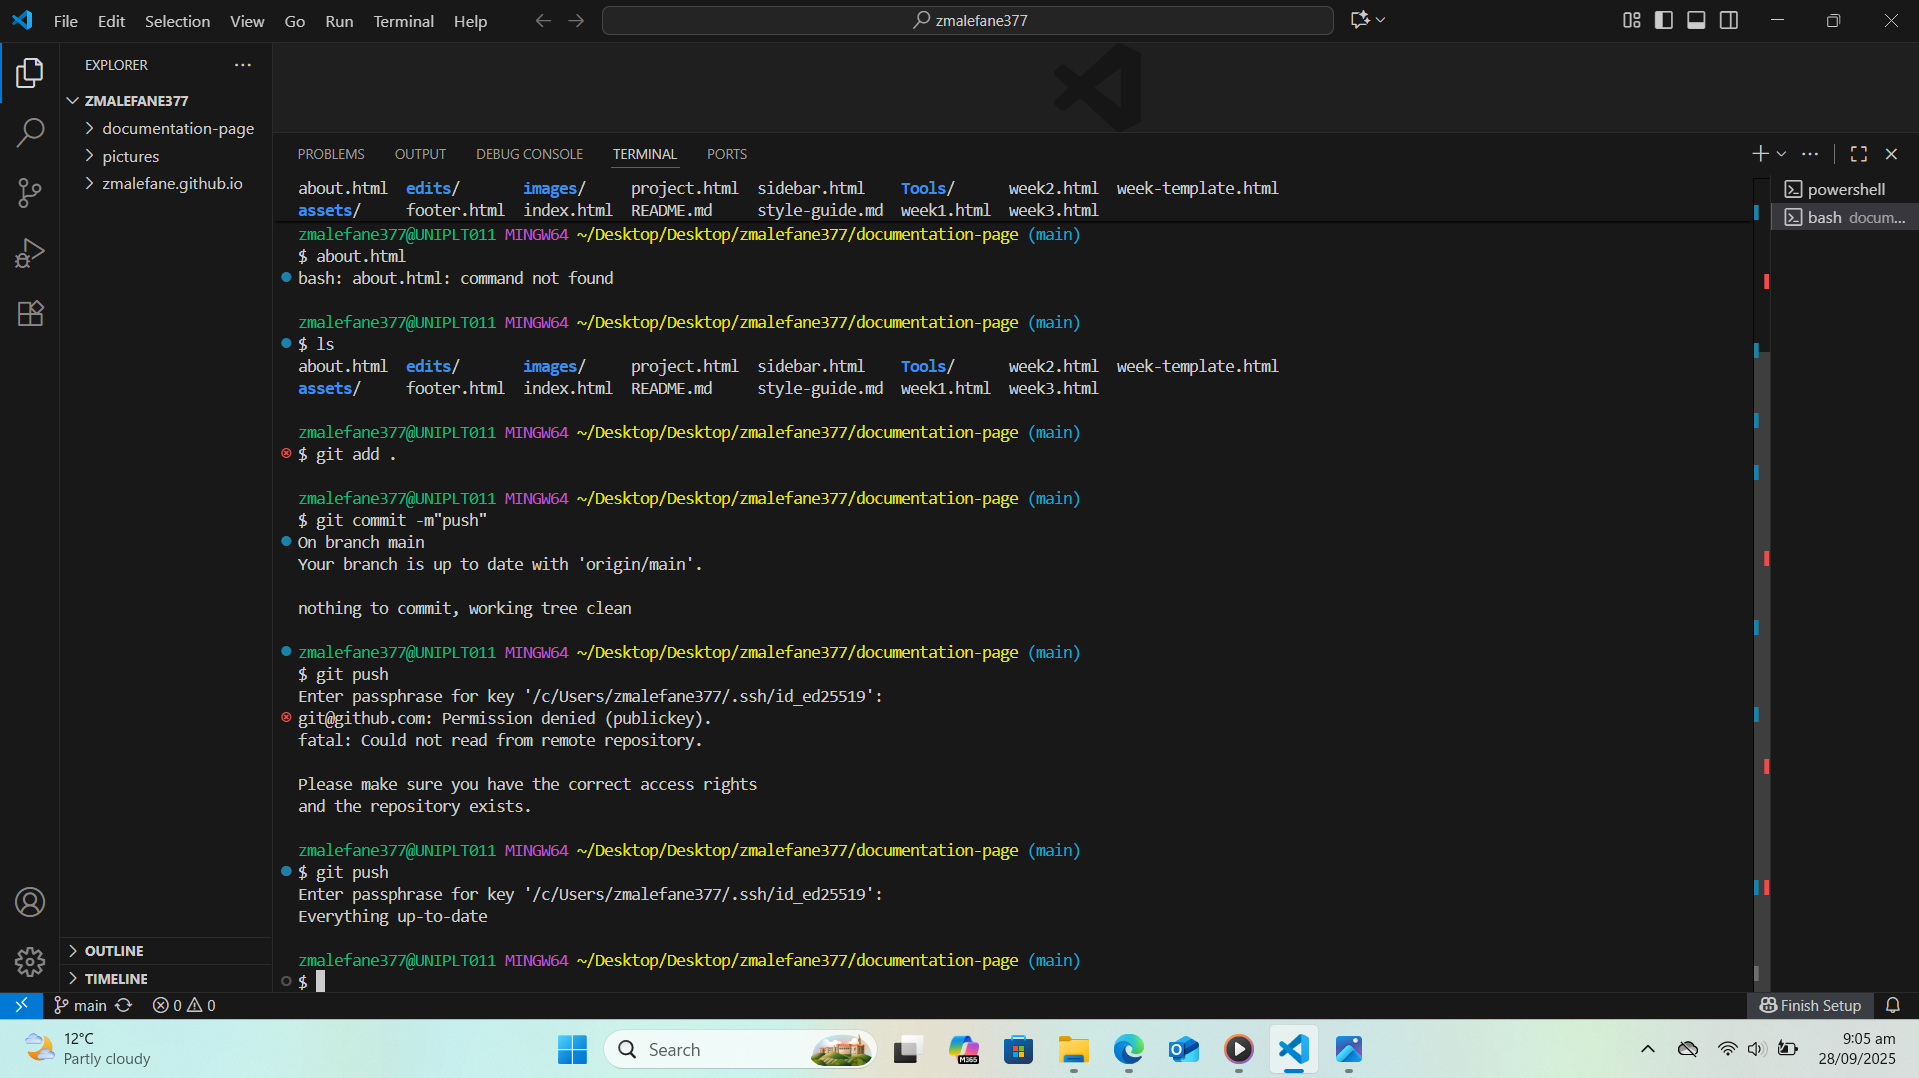 File Edit Selection View Go Run Terminal Help
zmalefane377
EXPLORER
ZMALEFANE377
documentation-page
pictures
zmalefane.github.io
OUTLINE
TIMELINE
PROBLEMS OUTPUT DEBUG CONSOLE TERMINAL PORTS
powershell
bash docum...
about.html edits/ images/ project.html sidebar.html Tools/ week2.html week-template.html
assets/ footer.html index.html README.md style-guide.md week1.html week3.html
zmalefane377@UNIPLT011 MINGW64 ~/Desktop/Desktop/zmalefane377/documentation-page (main)
$ about.html
bash: about.html: command not found
zmalefane377@UNIPLT011 MINGW64 ~/Desktop/Desktop/zmalefane377/documentation-page (main)
$ ls
about.html edits/ images/ project.html sidebar.html Tools/ week2.html week-template.html
assets/ footer.html index.html README.md style-guide.md week1.html week3.html
zmalefane377@UNIPLT011 MINGW64 ~/Desktop/Desktop/zmalefane377/documentation-page (main)
$ git add .
zmalefane377@UNIPLT011 MINGW64 ~/Desktop/Desktop/zmalefane377/documentation-page (main)
$ git commit -m"push"
On branch main
Your branch is up to date with 'origin/main'.
nothing to commit, working tree clean
zmalefane377@UNIPLT011 MINGW64 ~/Desktop/Desktop/zmalefane377/documentation-page (main)
$ git push
Enter passphrase for key '/c/Users/zmalefane377/.ssh/id_ed25519':
git@github.com: Permission denied (publickey).
fatal: Could not read from remote repository.
Please make sure you have the correct access rights
and the repository exists.
zmalefane377@UNIPLT011 MINGW64 ~/Desktop/Desktop/zmalefane377/documentation-page (main)
$ git push
Enter passphrase for key '/c/Users/zmalefane377/.ssh/id_ed25519':
Everything up-to-date
zmalefane377@UNIPLT011 MINGW64 ~/Desktop/Desktop/zmalefane377/documentation-page (main)
$
main 0 0 Finish Setup
12°C
Partly cloudy
Search
M365
9:05 am
28/09/2025